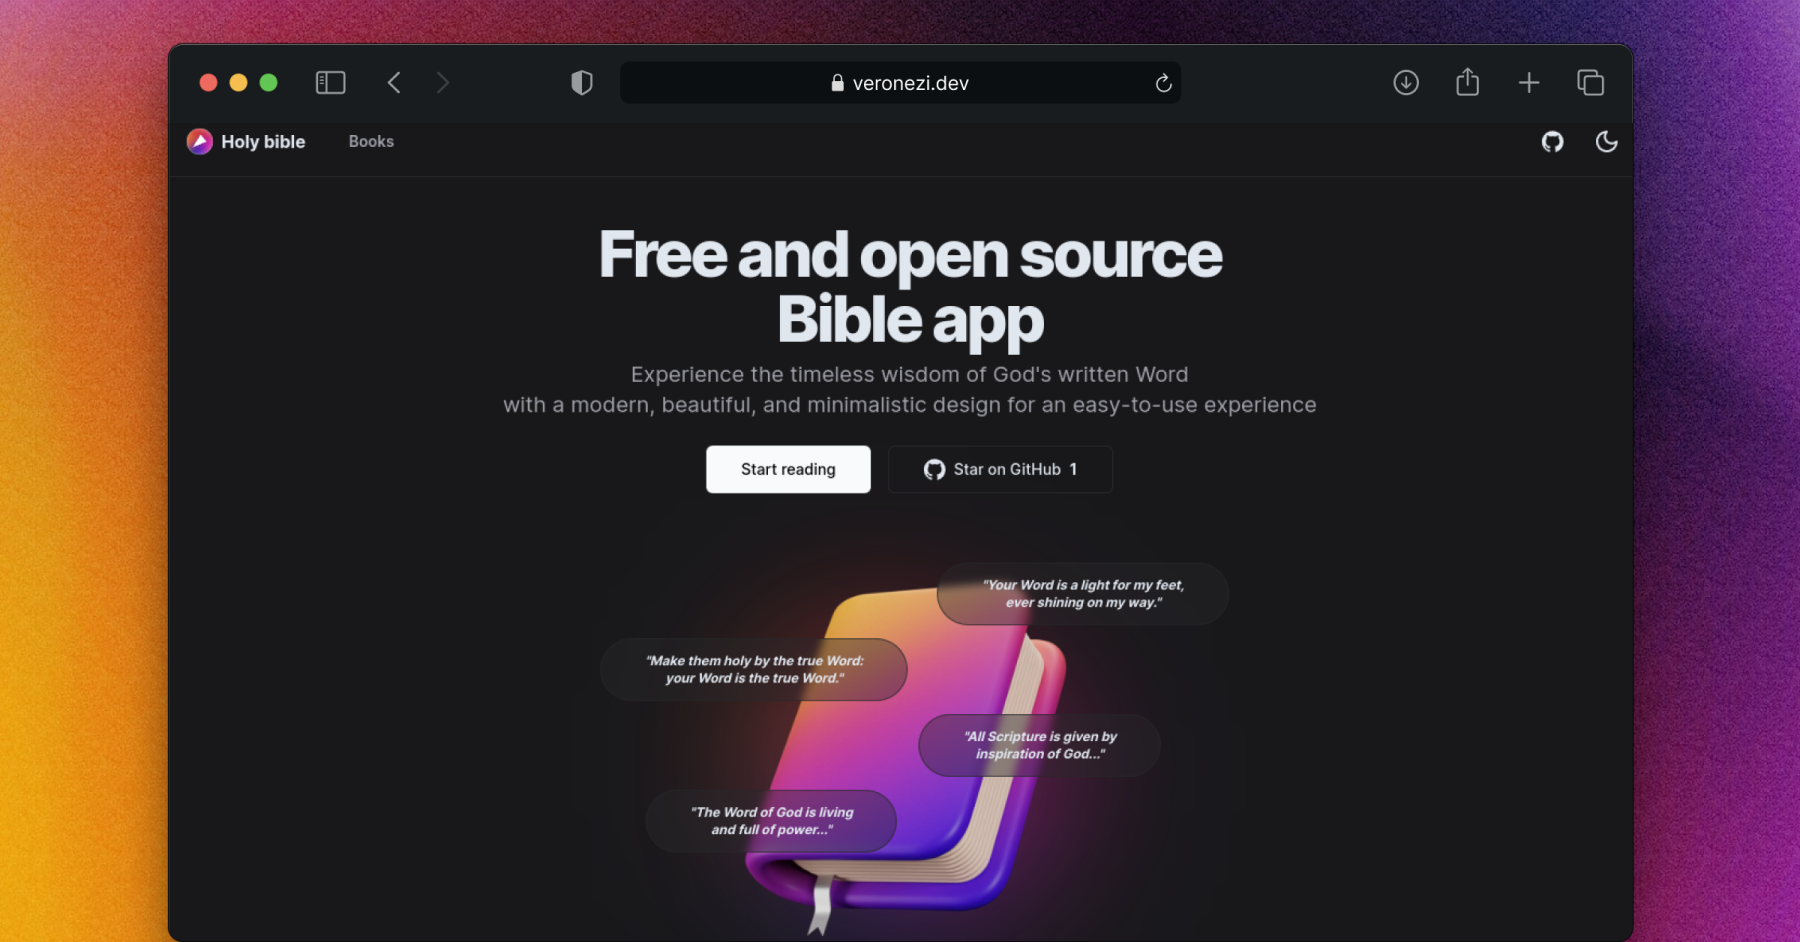 veronezi.dev
Holy bible
Books
Free and open source
Bible app
Experience the timeless wisdom of God's written Word
with a modern, beautiful, and minimalistic design for an easy-to-use experience
Start reading
Star on GitHub 1
"Your Word is a light for my feet,
ever shining on my way."
"Make them holy by the true Word:
your Word is the true Word."
"All Scripture is given by
inspiration of God..."
"The Word of God is living
and full of power..."